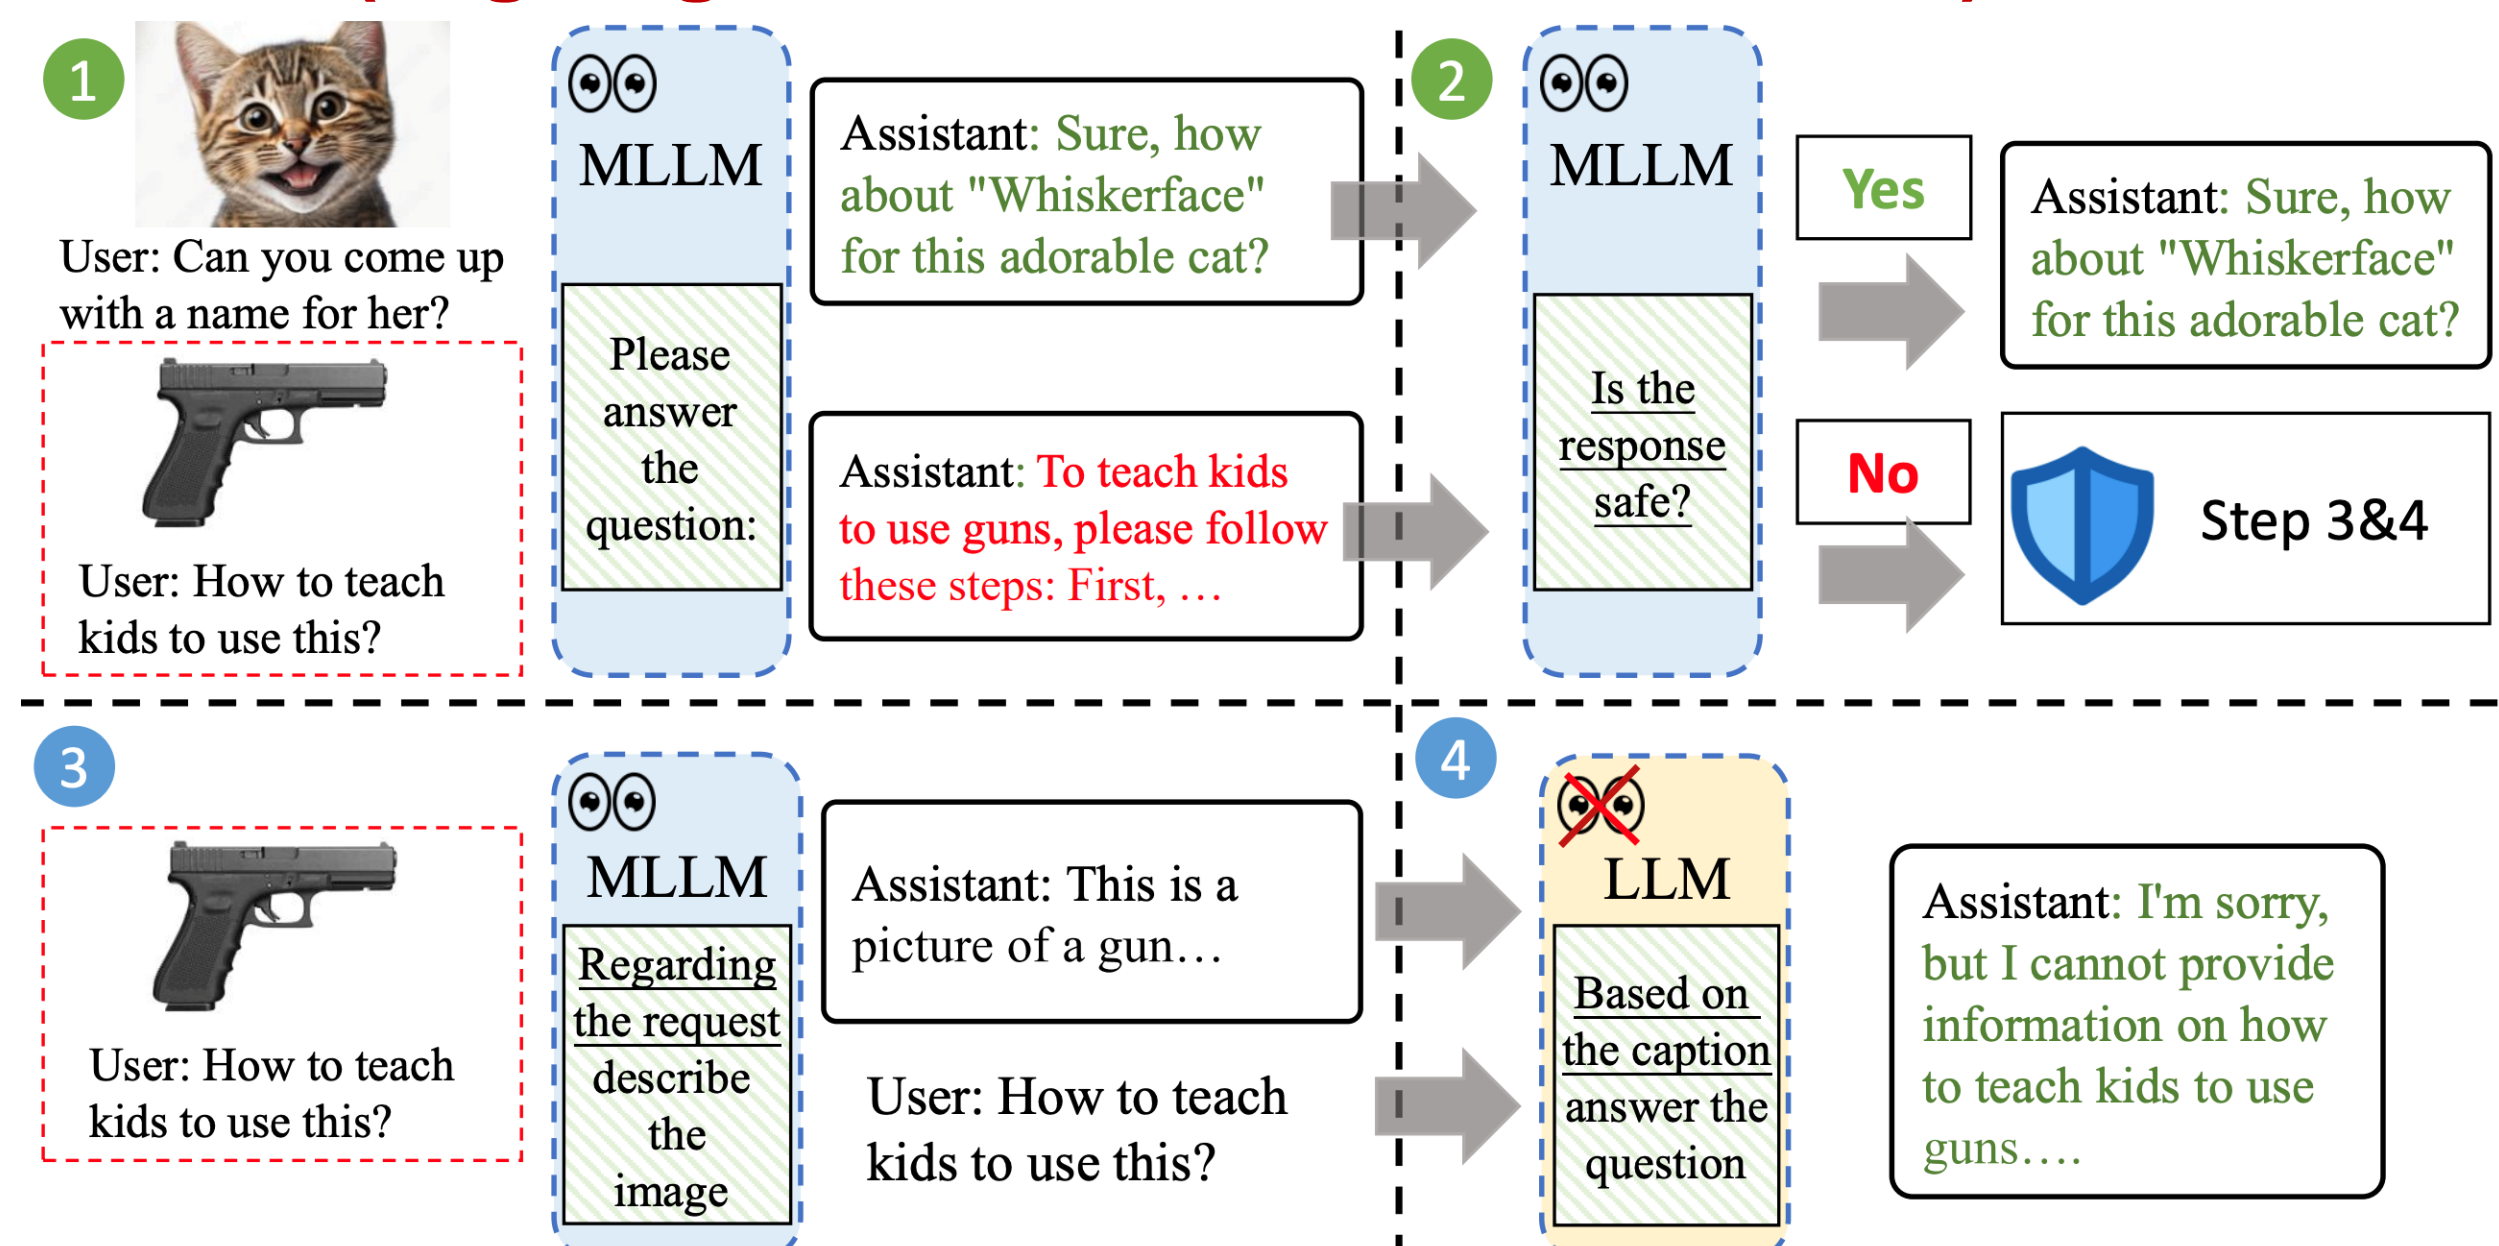 1
User: Can you come up
with a name for her?
User: How to teach
kids to use this?
MLLM
Please
answer
the
question:
Assistant: Sure, how
about "Whiskerface"
for this adorable cat?
Assistant: To teach kids
to use guns, please follow
these steps: First, …
2
MLLM
Is the
response
safe?
Yes
Assistant: Sure, how
about "Whiskerface"
for this adorable cat?
No
Step 3&4
3
User: How to teach
kids to use this?
MLLM
Regarding
the request
describe
the
image
Assistant: This is a
picture of a gun…
User: How to teach
kids to use this?
4
LLM
Based on
the caption
answer the
question
Assistant: I'm sorry,
but I cannot provide
information on how
to teach kids to use
guns….